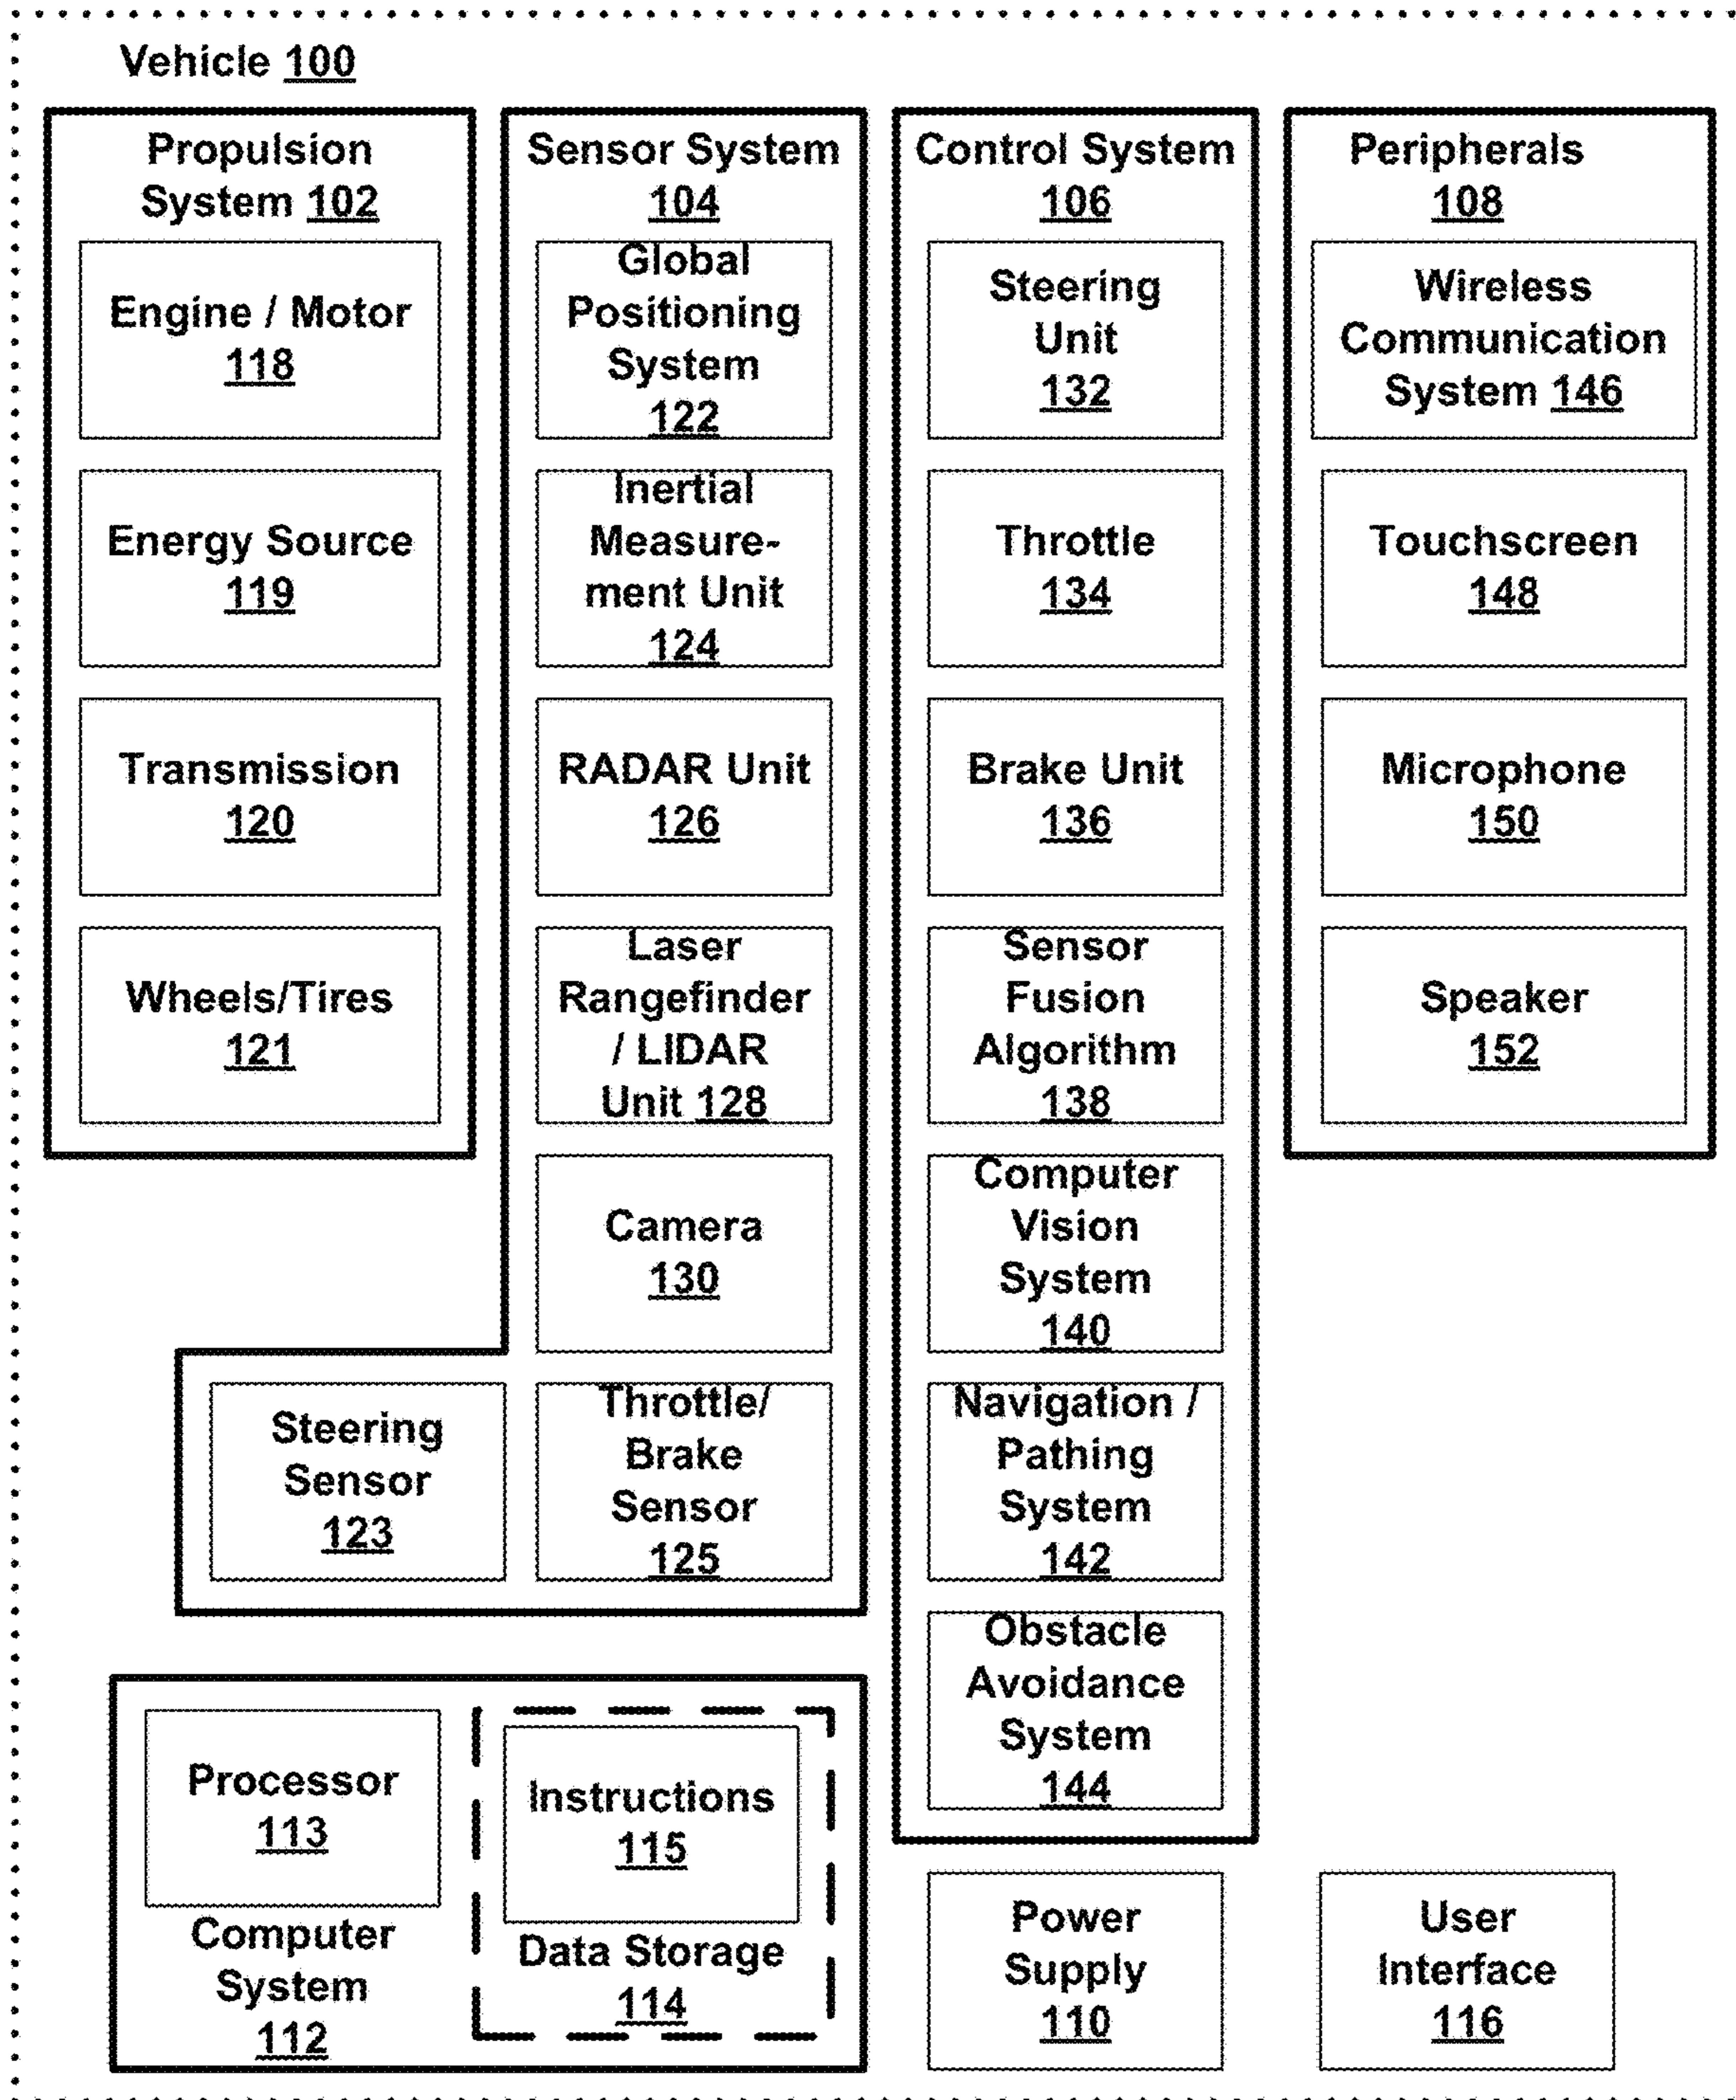 Vehicle 100
Propulsion
System 102
Engine / Motor
118
Energy Source
119
Transmission
120
Wheels/Tires
121
Sensor System
104
Global
Positioning
System
122
Inertial
Measure-
ment Unit
124
RADAR Unit
126
Laser
Rangefinder
/ LIDAR
Unit 128
Camera
130
Steering
Sensor
123
Throttle/
Brake
Sensor
125
Control System
106
Steering
Unit
132
Throttle
134
Brake Unit
136
Sensor
Fusion
Algorithm
138
Computer
Vision
System
140
Navigation /
Pathing
System
142
Obstacle
Avoidance
System
144
Peripherals
108
Wireless
Communication
System 146
Touchscreen
148
Microphone
150
Speaker
152
Processor
113
Computer
System
112
Instructions
115
Data Storage
114
Power
Supply
110
User
Interface
116